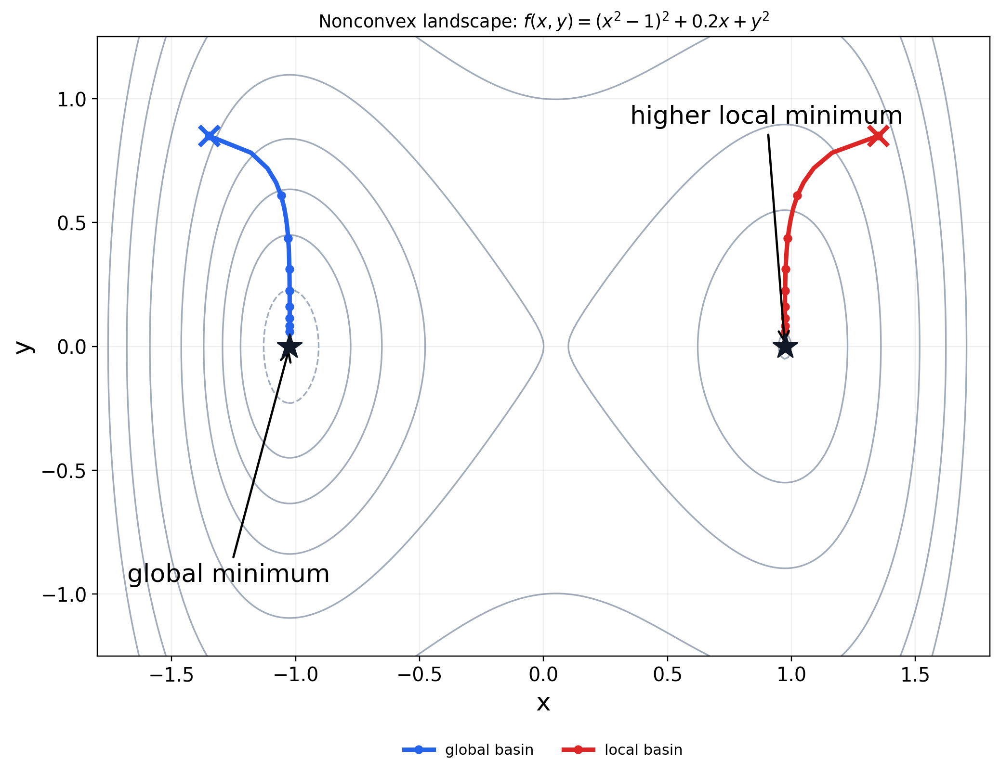 Nonconvex landscape: f(x, y) = (x² − 1)² + 0.2x + y²
1.0
0.5
0.0
−0.5
−1.0
y
higher local minimum
global minimum
−1.5
−1.0
−0.5
0.0
0.5
1.0
1.5
x
global basin
local basin